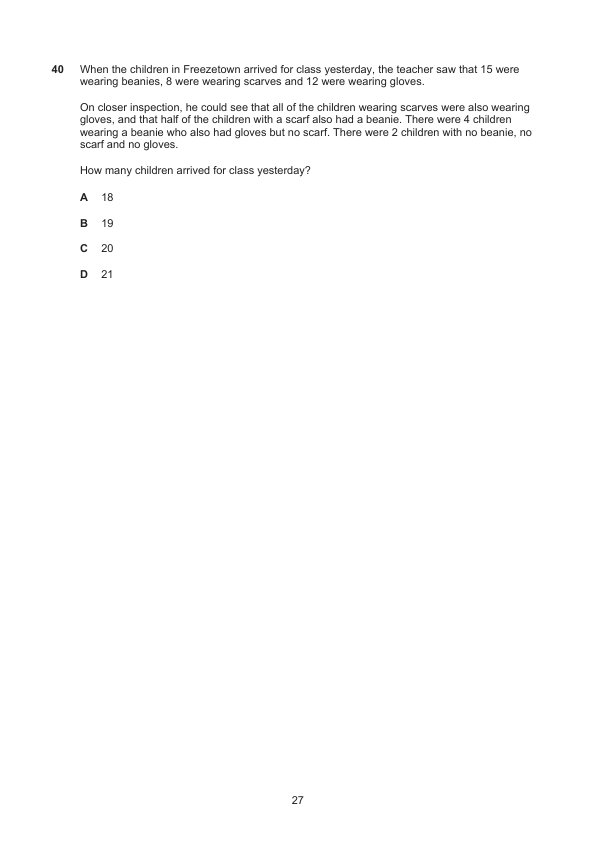 40 When the children in Freezetown arrived for class yesterday, the teacher saw that 15 were
wearing beanies, 8 were wearing scarves and 12 were wearing gloves.
On closer inspection, he could see that all of the children wearing scarves were also wearing
gloves, and that half of the children with a scarf also had a beanie. There were 4 children
wearing a beanie who also had gloves but no scarf. There were 2 children with no beanie, no
scarf and no gloves.
How many children arrived for class yesterday?
A 18
B 19
C 20
D 21
27